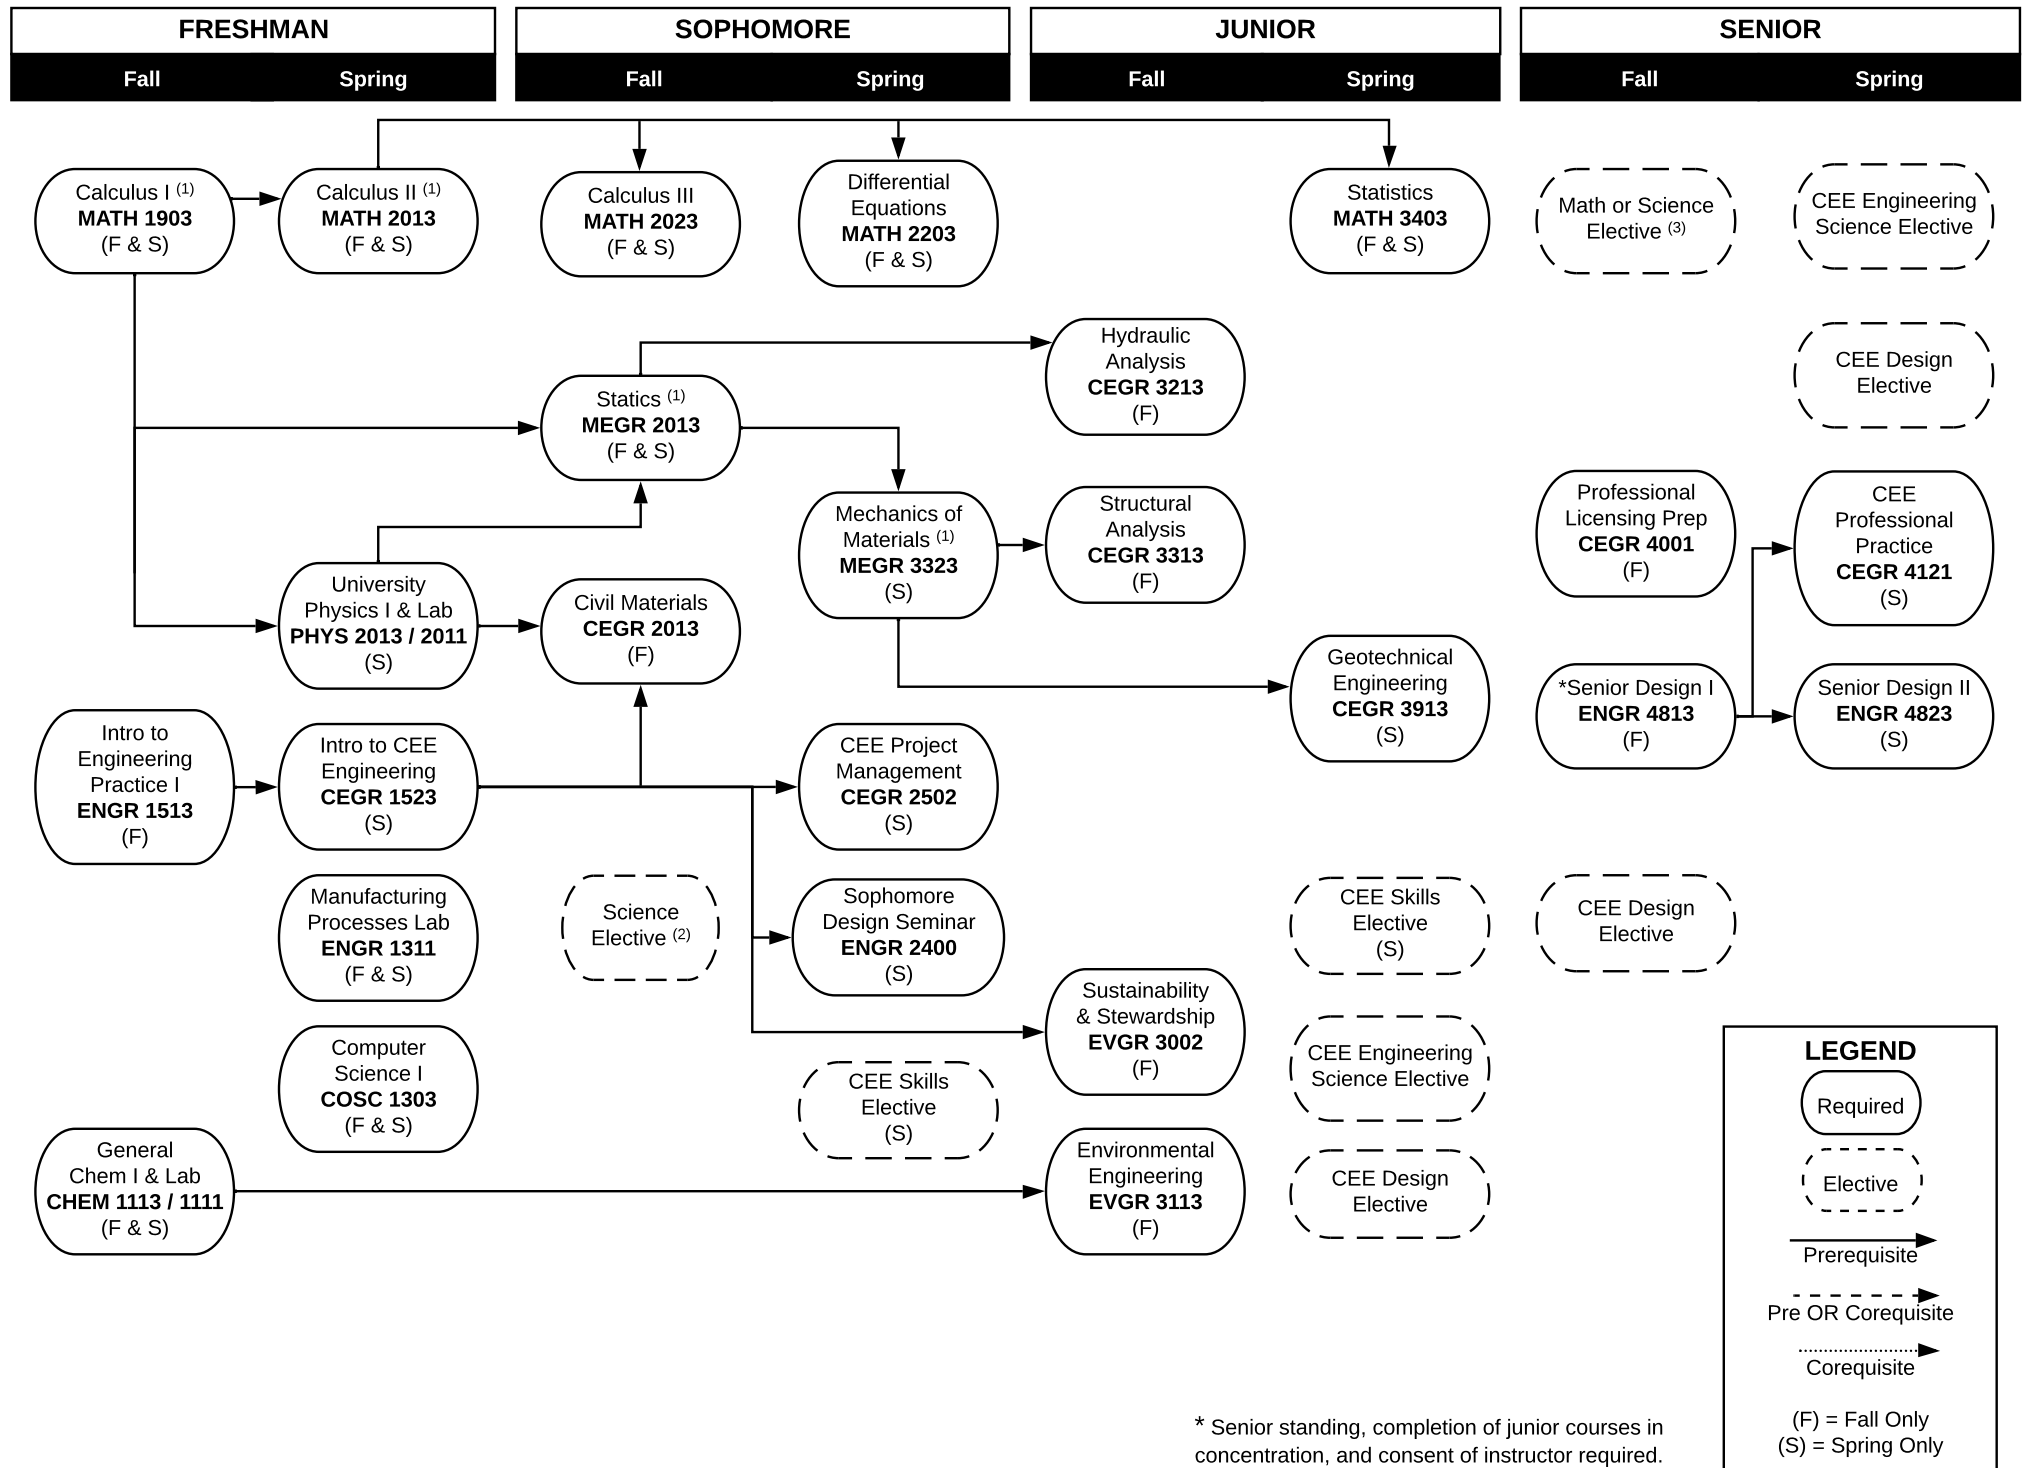 FRESHMAN
Fall
Spring
SOPHOMORE
Fall
Spring
JUNIOR
Fall
Spring
SENIOR
Fall
Spring
Calculus I (1)
MATH 1903
(F & S)
Calculus II (1)
MATH 2013
(F & S)
Calculus III
MATH 2023
(F & S)
Differential
Equations
MATH 2203
(F & S)
Statistics
MATH 3403
(F & S)
Math or Science
Elective (3)
CEE Engineering
Science Elective
Hydraulic
Analysis
CEGR 3213
(F)
CEE Design
Elective
Statics (1)
MEGR 2013
(F & S)
Mechanics of
Materials (1)
MEGR 3323
(S)
Structural
Analysis
CEGR 3313
(F)
Professional
Licensing Prep
CEGR 4001
(F)
CEE
Professional
Practice
CEGR 4121
(S)
University
Physics I & Lab
PHYS 2013 / 2011
(S)
Civil Materials
CEGR 2013
(F)
Geotechnical
Engineering
CEGR 3913
(S)
*Senior Design I
ENGR 4813
(F)
Senior Design II
ENGR 4823
(S)
Intro to
Engineering
Practice I
ENGR 1513
(F)
Intro to CEE
Engineering
CEGR 1523
(S)
CEE Project
Management
CEGR 2502
(S)
Manufacturing
Processes Lab
ENGR 1311
(F & S)
Science
Elective (2)
Sophomore
Design Seminar
ENGR 2400
(S)
CEE Skills
Elective
(S)
CEE Design
Elective
Sustainability
& Stewardship
EVGR 3002
(F)
Computer
Science I
COSC 1303
(F & S)
CEE Skills
Elective
(S)
CEE Engineering
Science Elective
General
Chem I & Lab
CHEM 1113 / 1111
(F & S)
Environmental
Engineering
EVGR 3113
(F)
CEE Design
Elective
LEGEND
Required
Elective
Prerequisite
Pre OR Corequisite
Corequisite
(F) = Fall Only
(S) = Spring Only
* Senior standing, completion of junior courses in
concentration, and consent of instructor required.